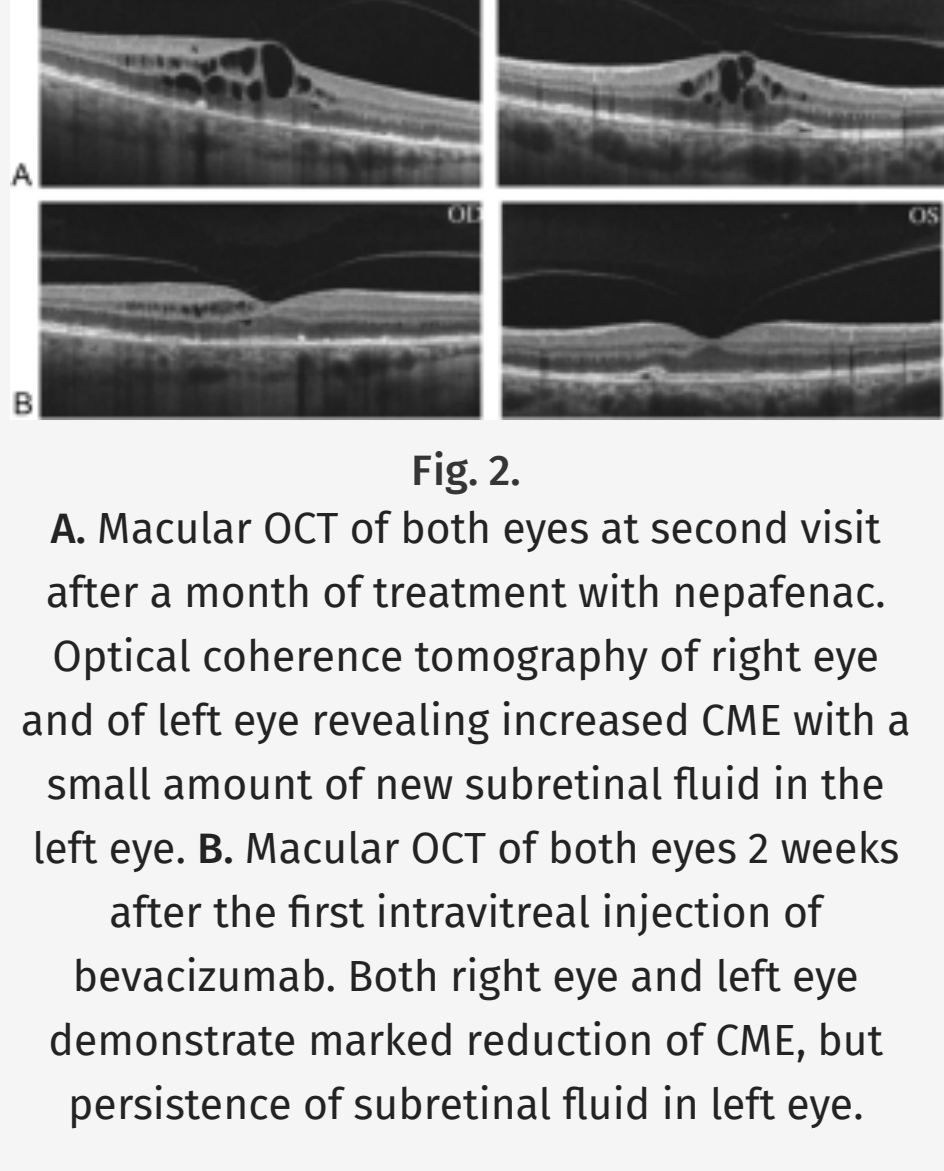 A
OD
OS
B
Fig. 2.
A. Macular OCT of both eyes at second visit
after a month of treatment with nepafenac.
Optical coherence tomography of right eye
and of left eye revealing increased CME with a
small amount of new subretinal fluid in the
left eye. B. Macular OCT of both eyes 2 weeks
after the first intravitreal injection of
bevacizumab. Both right eye and left eye
demonstrate marked reduction of CME, but
persistence of subretinal fluid in left eye.